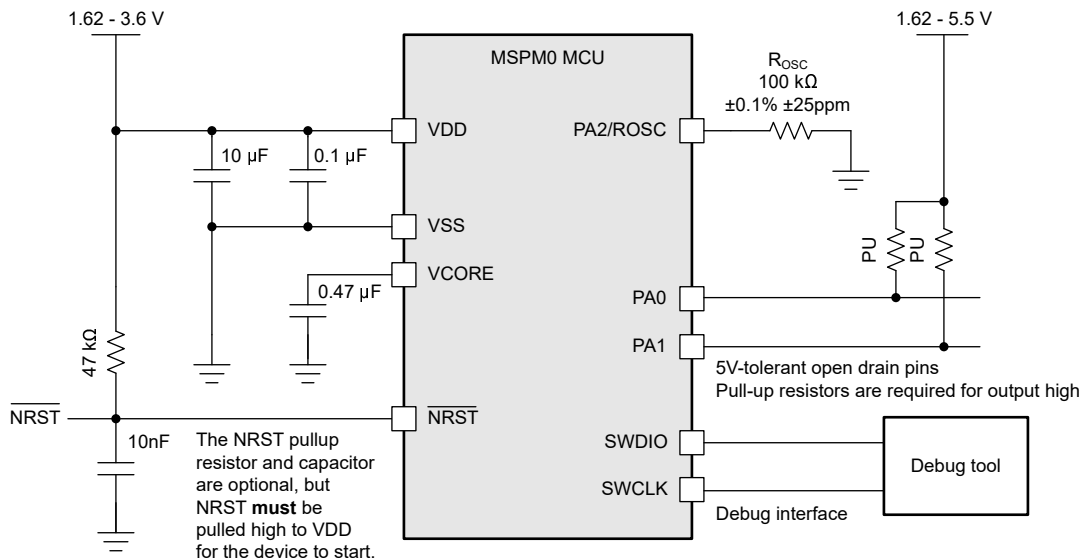 1.62 - 3.6 V
1.62 - 5.5 V
MSPM0 MCU
ROSC
100 kΩ
±0.1% ±25ppm
VDD
PA2/ROSC
10 µF
0.1 µF
VSS
VCORE
0.47 µF
PU
PU
PA0
PA1
47 kΩ
5V-tolerant open drain pins
Pull-up resistors are required for output high
NRST
NRST
10nF
The NRST pullup
resistor and capacitor
are optional, but
NRST must be
pulled high to VDD
for the device to start.
SWDIO
SWCLK
Debug tool
Debug interface